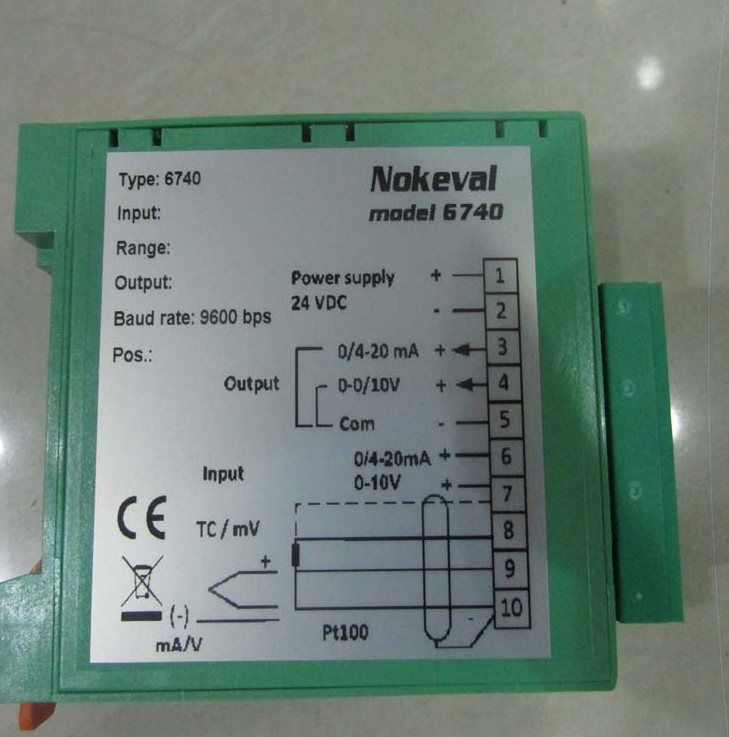 Type: 6740
Nokeval
Input:
model 6740
Range:
Output:
Power supply + 1
24 VDC - 2
Baud rate: 9600 bps
Pos.:
0/4-20 mA + 3
Output 0-0/10V + 4
Com - 5
0/4-20mA + 6
Input 0-10V + 7
CE TC / mV 8
+ 9
(-) - 10
mA/V Pt100